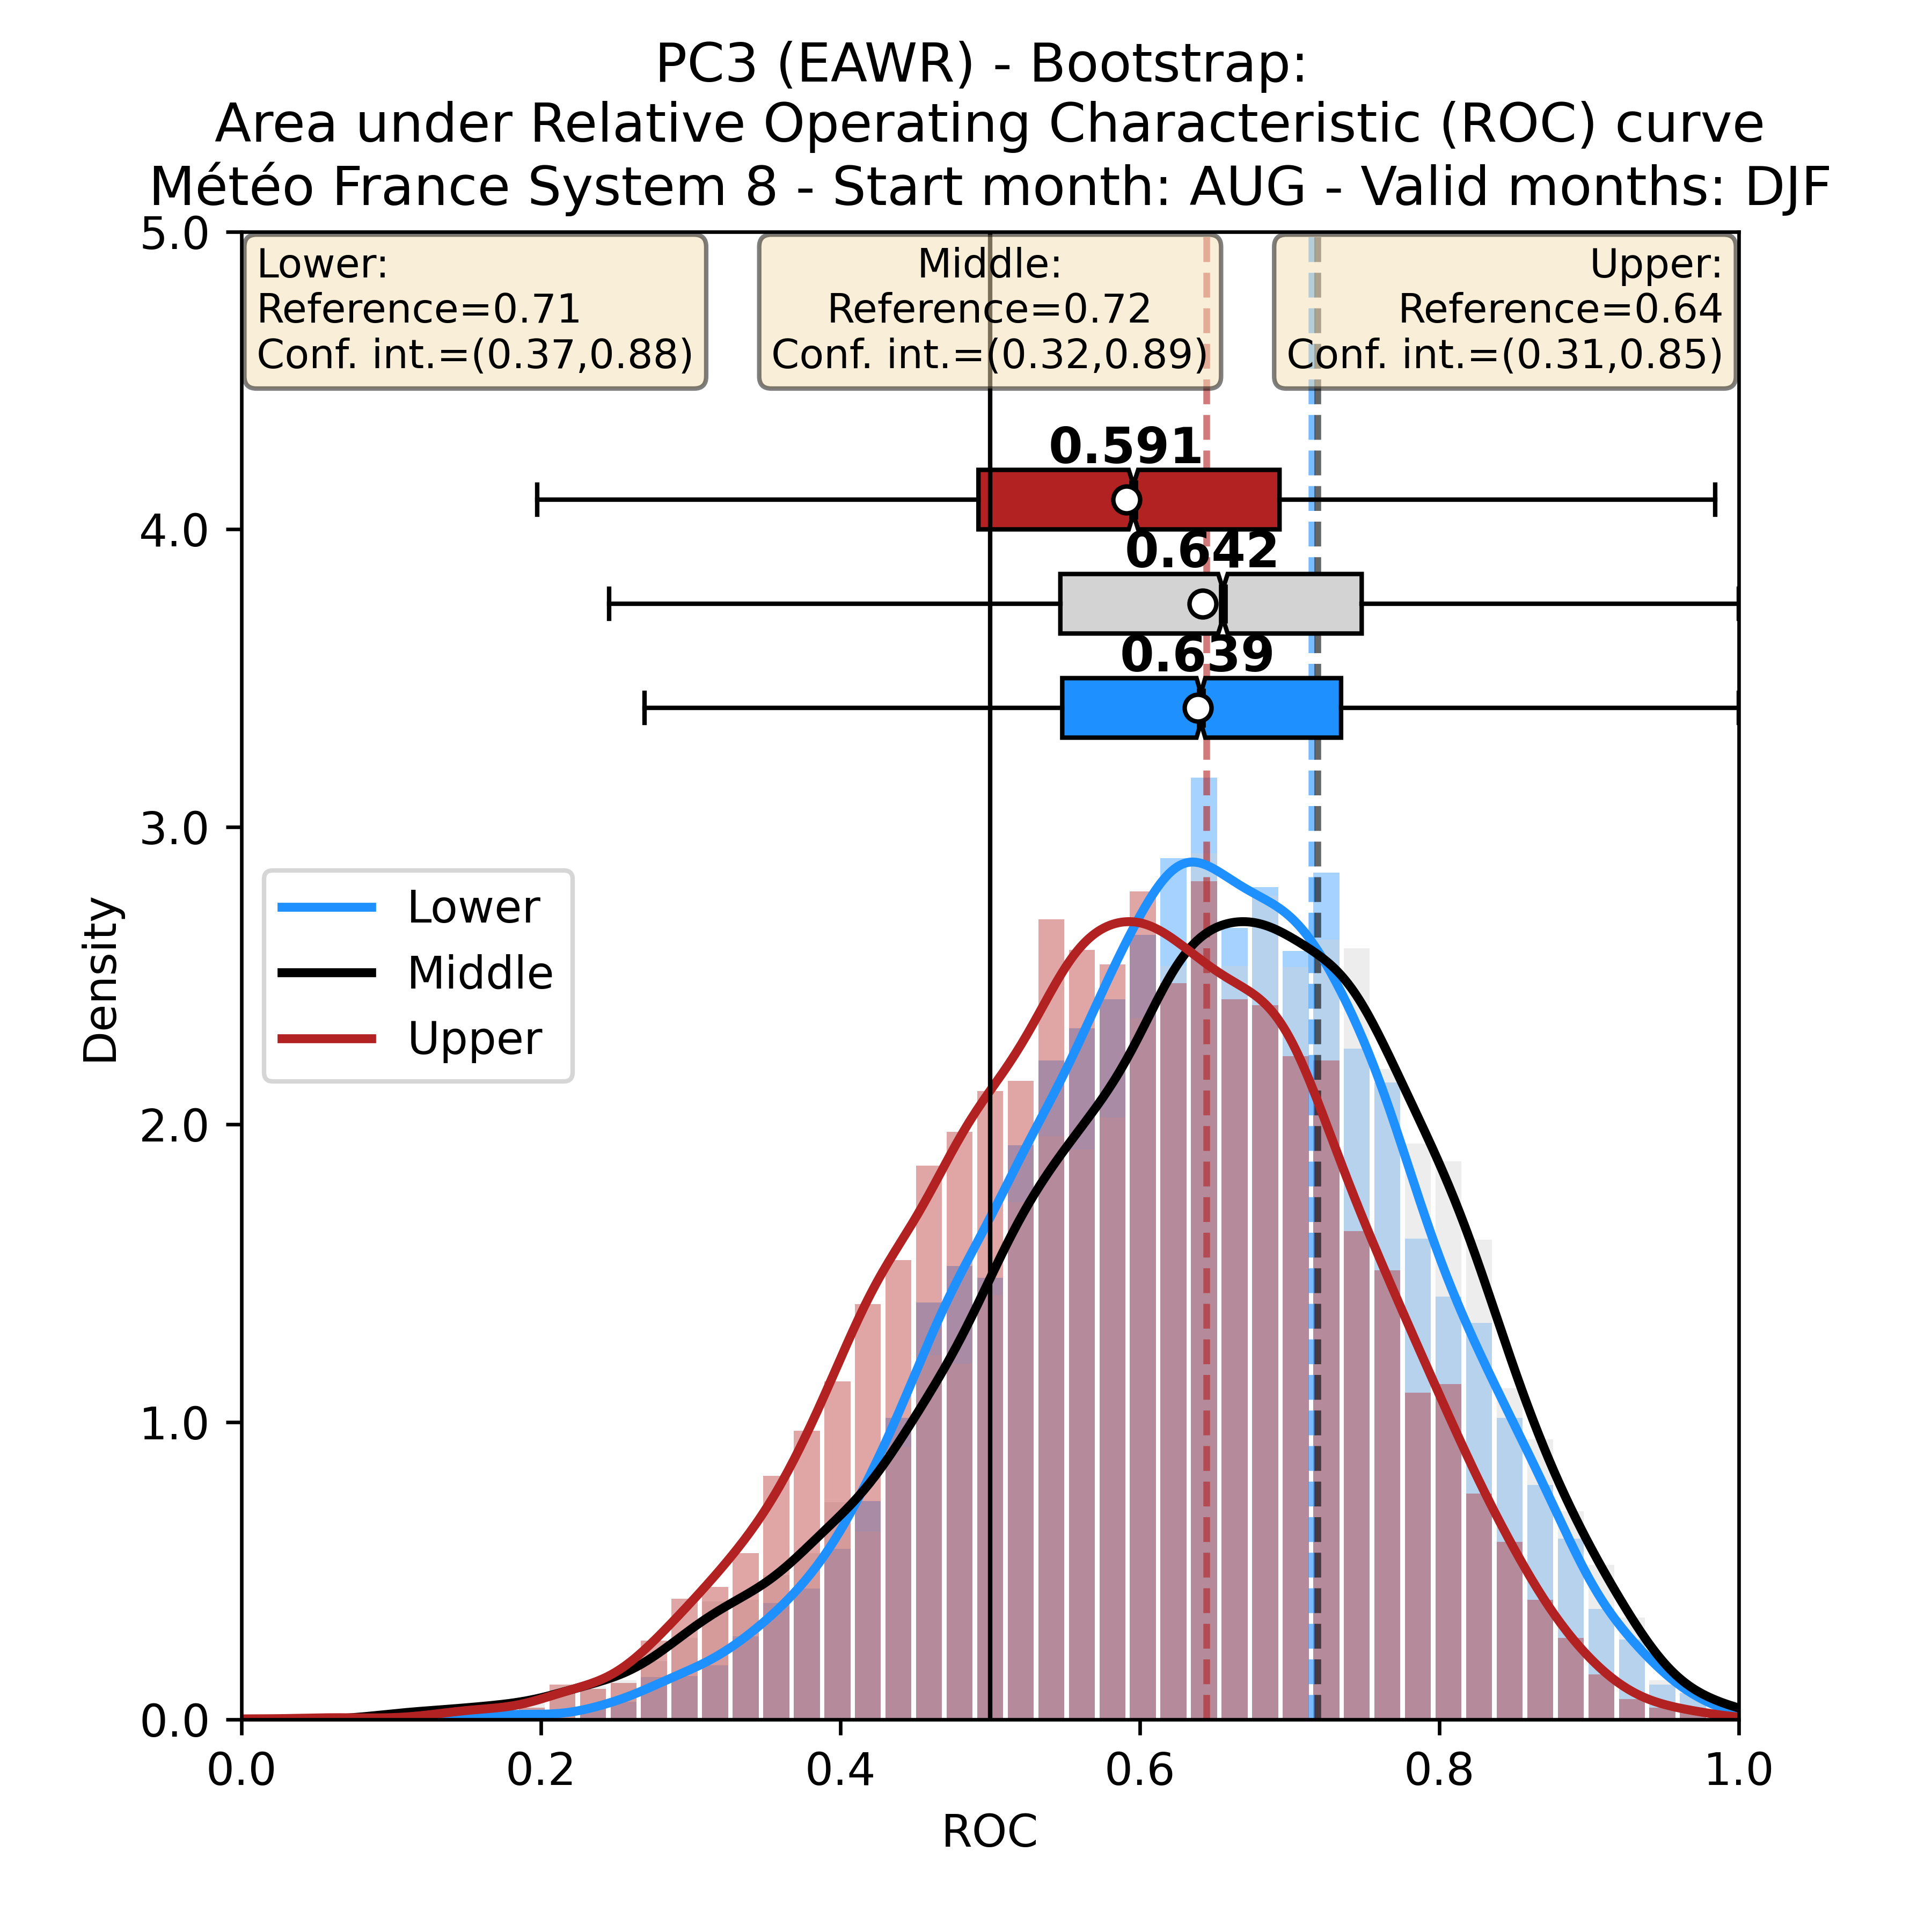 PC3 (EAWR) - Bootstrap:
Area under Relative Operating Characteristic (ROC) curve
Météo France System 8 - Start month: AUG - Valid months: DJF
Lower:
Reference=0.71
Conf. int.=(0.37,0.88)
Middle:
Reference=0.72
Conf. int.=(0.32,0.89)
Upper:
Reference=0.64
Conf. int.=(0.31,0.85)
0.591
0.642
0.639
Lower
Middle
Upper
Density
5.0
4.0
3.0
2.0
1.0
0.0
0.0 0.2 0.4 0.6 0.8 1.0
ROC